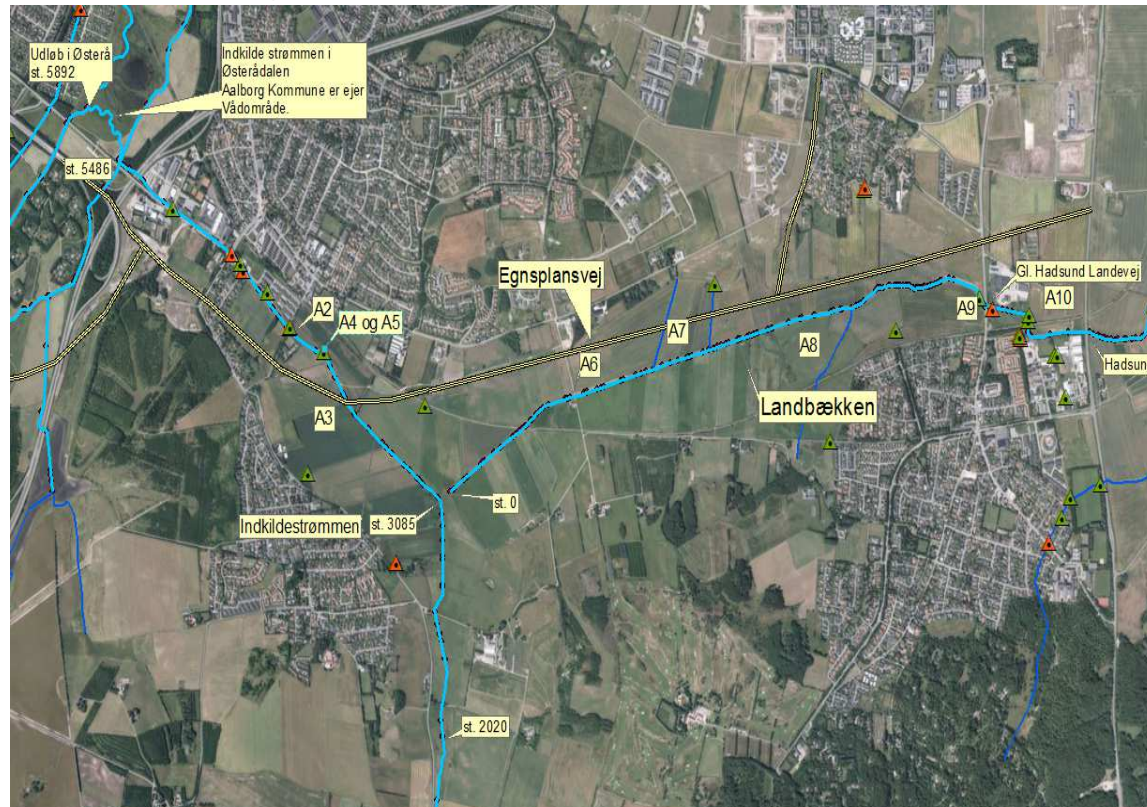 Udløb i Østerå
st. 5892
Indkilde strømmen i
Østerådalen
Aalborg Kommune er ejer
Vådområde.
st. 5486
Egnsplansvej
Gl. Hadsund Landevej
A10
A9
A2
A4 og A5
A7
A8
A6
Hadsun
A3
Landbækken
st. 0
Indkildestrømmen
st. 3085
st. 2020